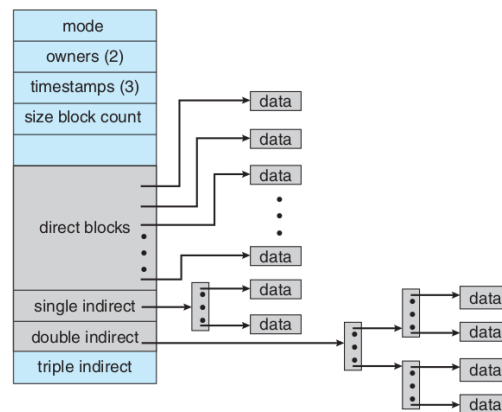 mode
owners (2)
timestamps (3)
size block count
data
data
data
direct blocks
data
single indirect
data
data
double indirect
triple indirect
data
data
data
data